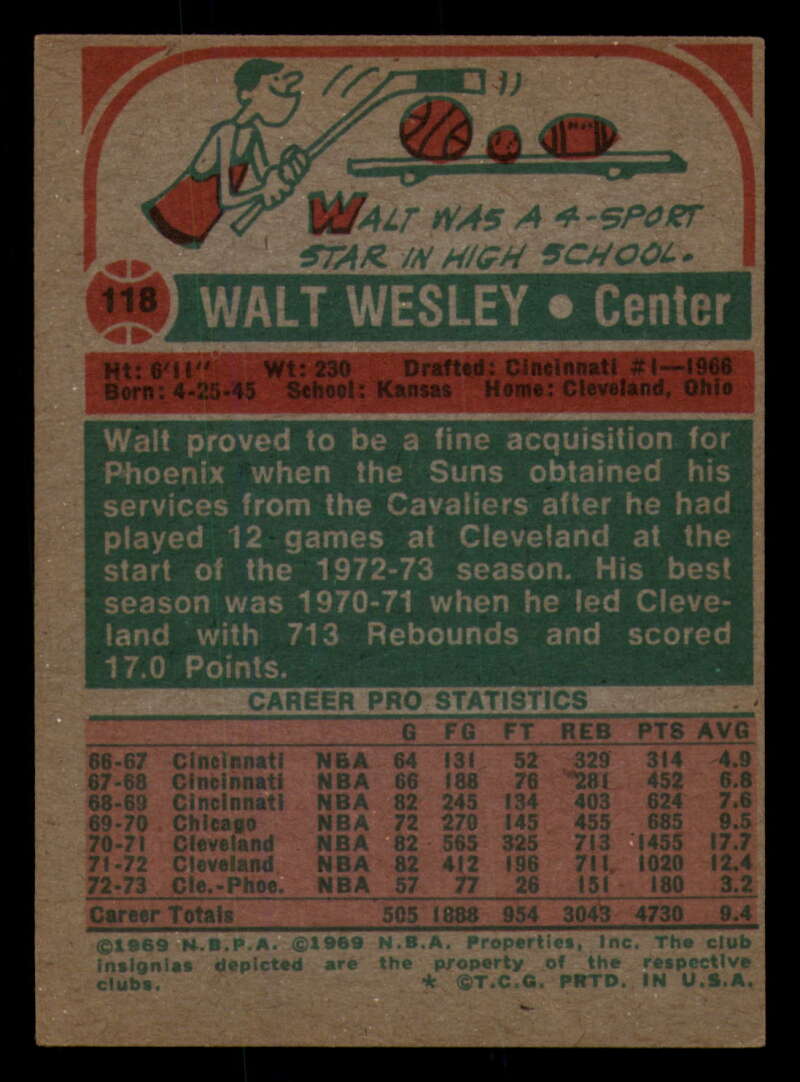 WALT WAS A 4-SPORT
STAR IN HIGH SCHOOL.
118 WALT WESLEY • Center
Ht: 6'11" Wt: 230 Drafted: Cincinnati #1—1966
Born: 4-25-45 School: Kansas Home: Cleveland, Ohio
Walt proved to be a fine acquisition for
Phoenix when the Suns obtained his
services from the Cavaliers after he had
played 12 games at Cleveland at the
start of the 1972-73 season. His best
season was 1970-71 when he led Cleve-
land with 713 Rebounds and scored
17.0 Points.
CAREER PRO STATISTICS
G FG FT REB PTS AVG
66-67 Cincinnati NBA 64 131 52 329 314 4.9
67-68 Cincinnati NBA 66 188 76 281 452 6.8
68-69 Cincinnati NBA 82 245 134 403 624 7.6
69-70 Chicago NBA 72 270 145 455 685 9.5
70-71 Cleveland NBA 82 565 325 713 1455 17.7
71-72 Cleveland NBA 82 412 196 711 1020 12.4
72-73 Cle.-Phoe. NBA 57 77 26 151 180 3.2
Career Totals 505 1888 954 3043 4730 9.4
©1969 N.B.P.A. ©1969 N.B.A. Properties, Inc. The club
insignias depicted are the property of the respective
clubs. * ©T.C.G. PRTD. IN U.S.A.